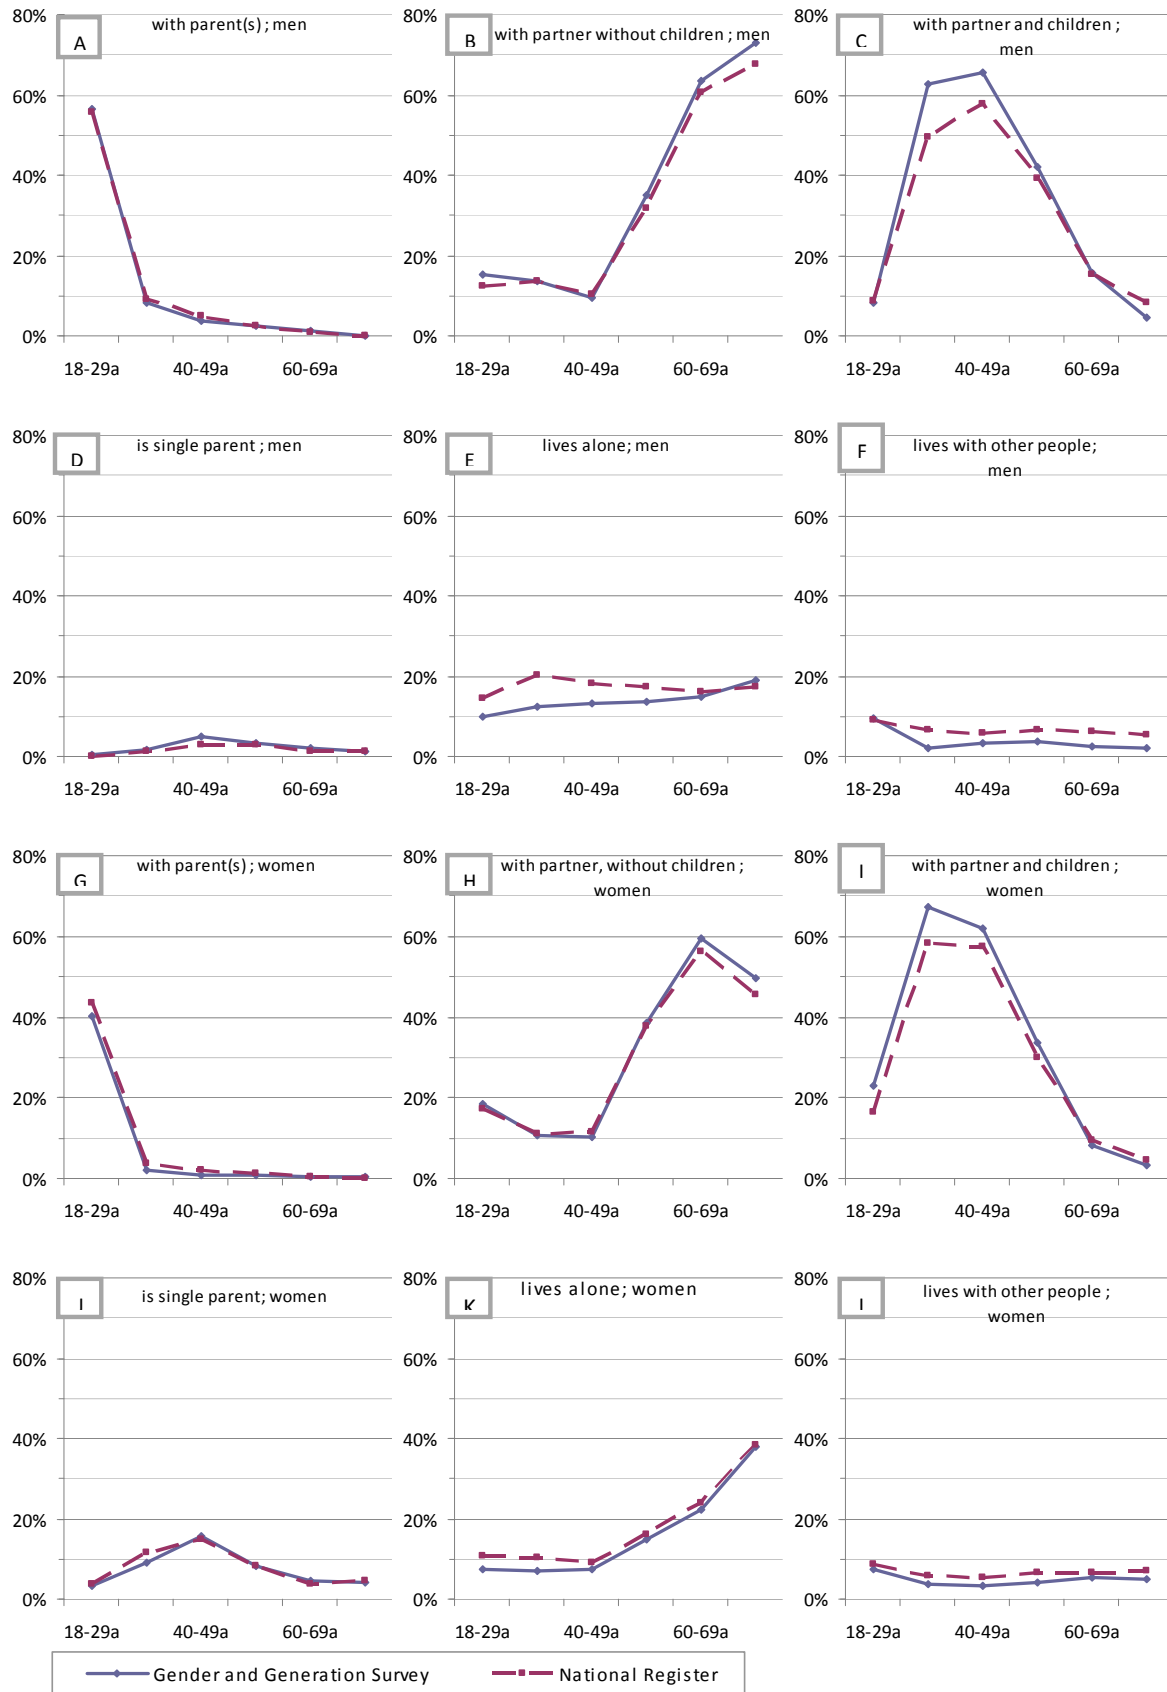 80%
60%
40%
20%
0%
A
with parent(s) ; men
18-29a 40-49a 60-69a
80%
60%
40%
20%
0%
B
with partner without children ; men
18-29a 40-49a 60-69a
80%
60%
40%
20%
0%
C
with partner and children ;
men
18-29a 40-49a 60-69a
80%
60%
40%
20%
0%
D
is single parent ; men
18-29a 40-49a 60-69a
80%
60%
40%
20%
0%
E
lives alone; men
18-29a 40-49a 60-69a
80%
60%
40%
20%
0%
F
lives with other people;
men
18-29a 40-49a 60-69a
80%
60%
40%
20%
0%
G
with parent(s) ; women
18-29a 40-49a 60-69a
80%
60%
40%
20%
0%
H
with partner, without children ;
women
18-29a 40-49a 60-69a
80%
60%
40%
20%
0%
I
with partner and children ;
women
18-29a 40-49a 60-69a
80%
60%
40%
20%
0%
J
is single parent; women
18-29a 40-49a 60-69a
80%
60%
40%
20%
0%
K
lives alone; women
18-29a 40-49a 60-69a
80%
60%
40%
20%
0%
L
lives with other people ;
women
18-29a 40-49a 60-69a
Gender and Generation Survey National Register